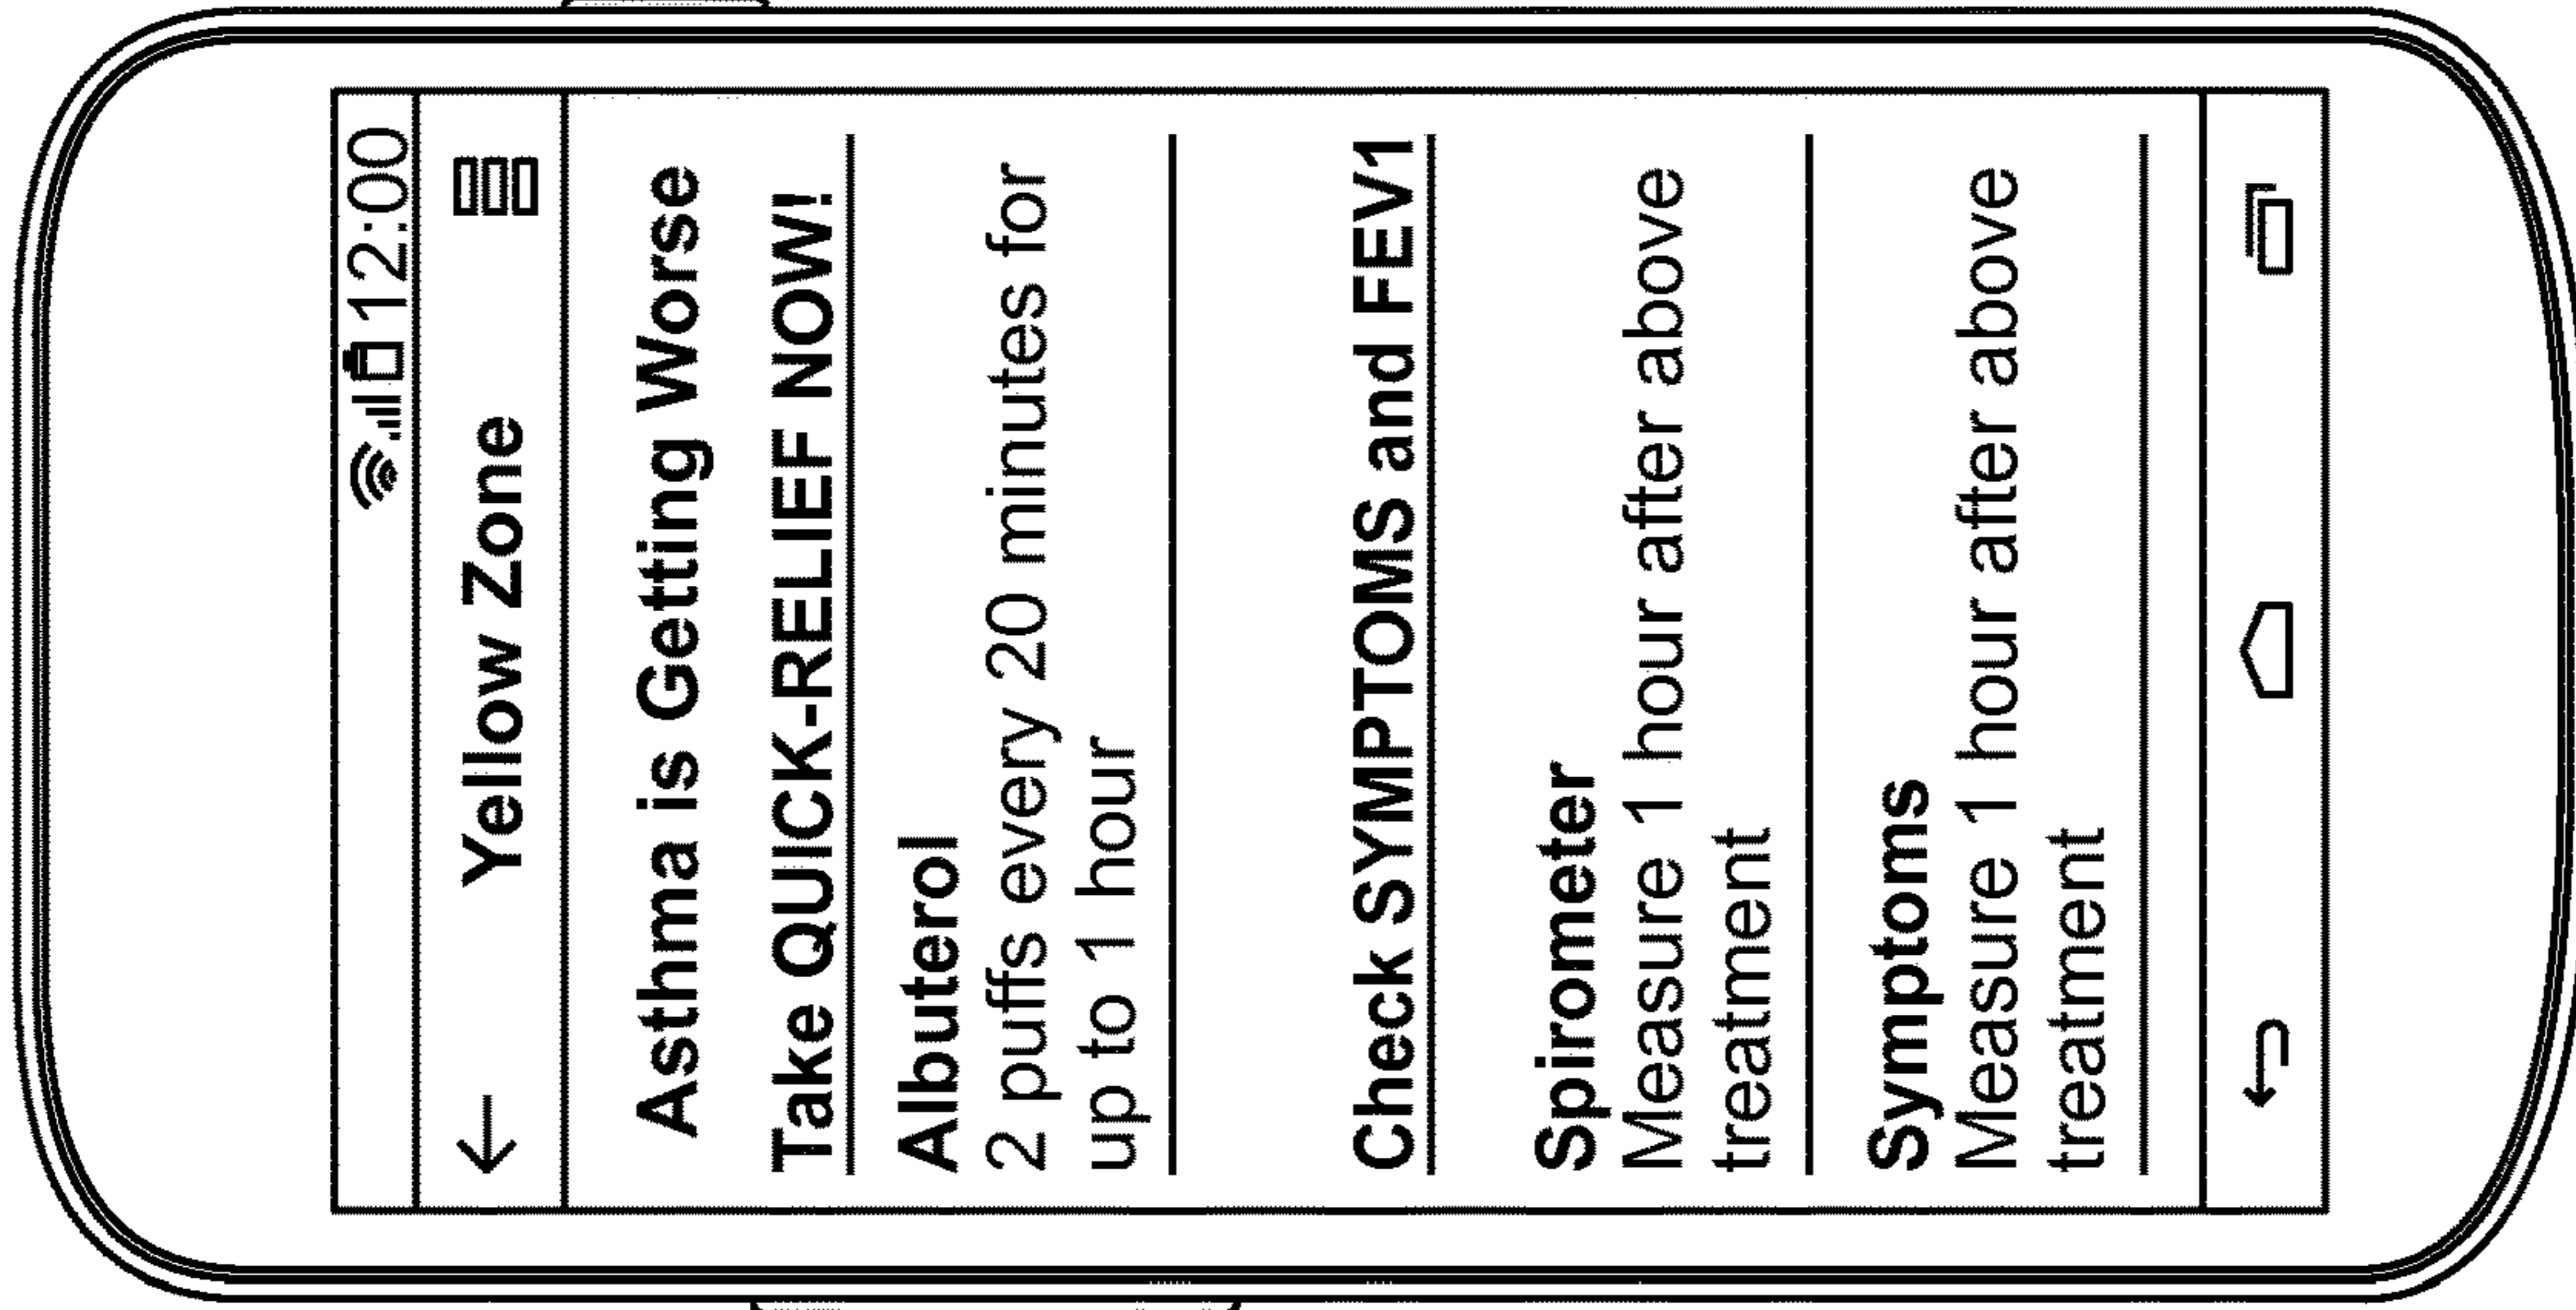 12:00
Yellow Zone
Asthma is Getting Worse
Take QUICK-RELIEF NOW!
Albuterol
2 puffs every 20 minutes for
up to 1 hour
Check SYMPTOMS and FEV1
Spirometer
Measure 1 hour after above
treatment
Symptoms
Measure 1 hour after above
treatment